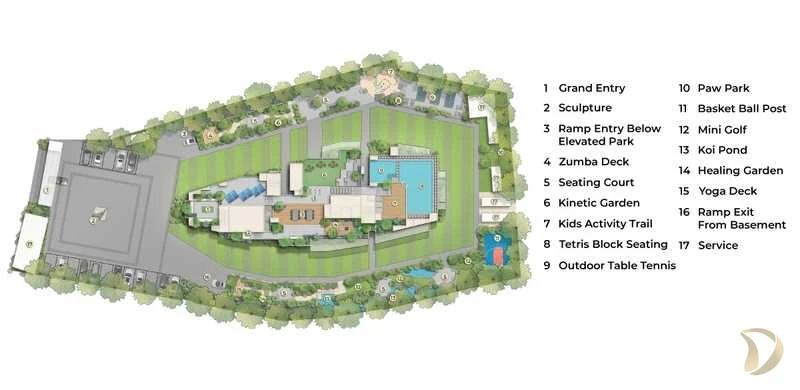 1 Grand Entry
2 Sculpture
3 Ramp Entry Below
Elevated Park
4 Zumba Deck
5 Seating Court
6 Kinetic Garden
7 Kids Activity Trail
8 Tetris Block Seating
9 Outdoor Table Tennis
10 Paw Park
11 Basket Ball Post
12 Mini Golf
13 Koi Pond
14 Healing Garden
15 Yoga Deck
16 Ramp Exit
From Basement
17 Service